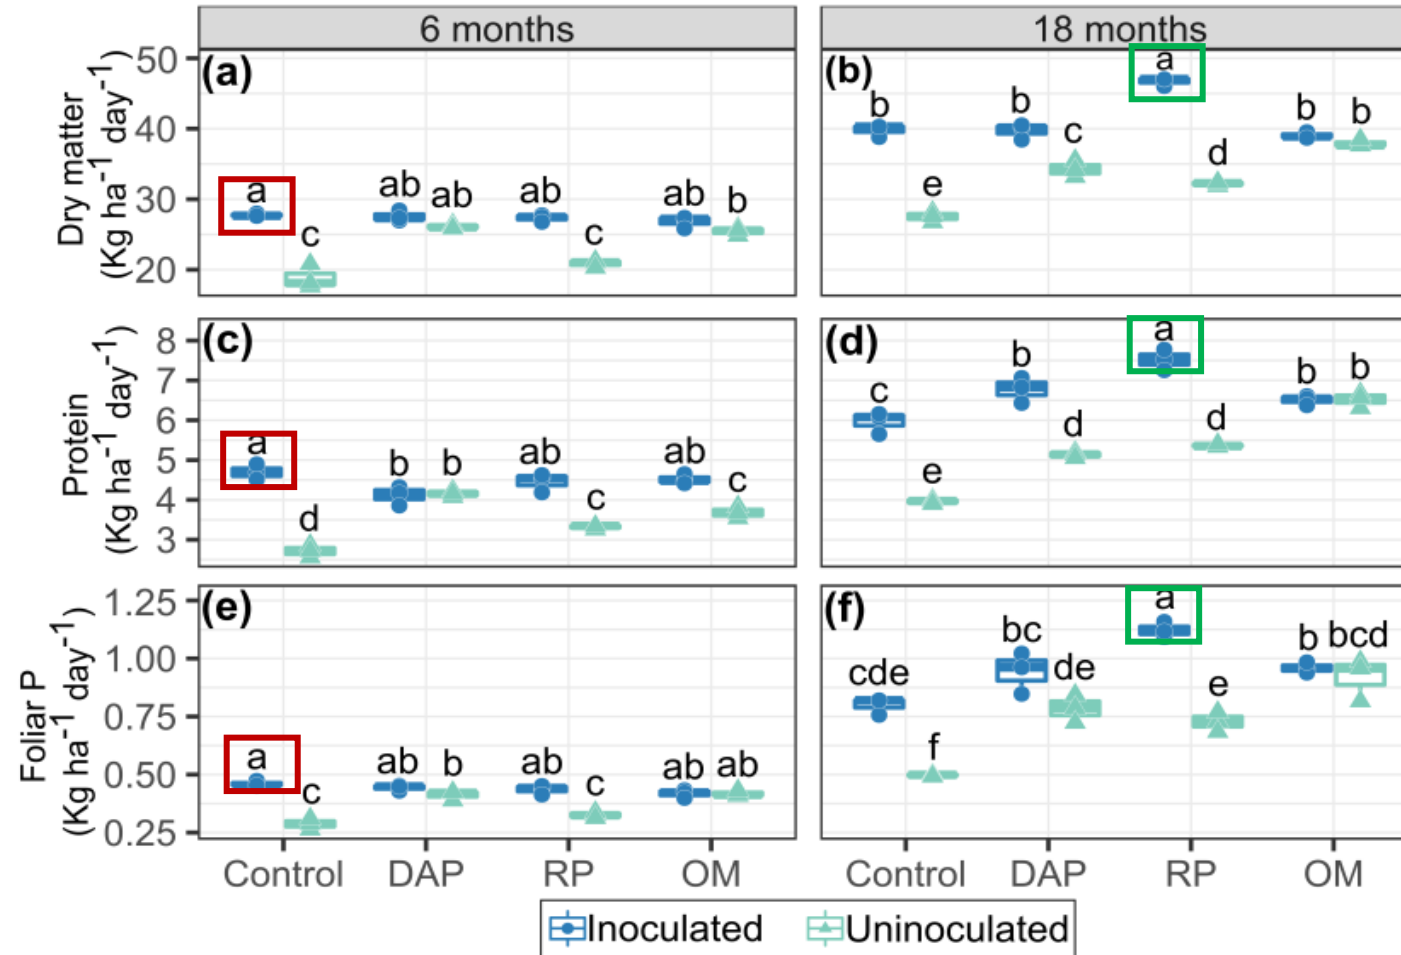 6 months
18 months
Dry matter
(Kg ha⁻¹ day⁻¹)
50
40
30
20
(a)
a
c
ab
ab
ab
c
ab
b
(b)
b
e
b
c
a
d
b
b
Protein
(Kg ha⁻¹ day⁻¹)
8
7
6
5
4
3
(c)
a
d
b
b
ab
c
ab
c
(d)
c
e
b
d
a
d
b
b
Foliar P
(Kg ha⁻¹ day⁻¹)
1.25
1.00
0.75
0.50
0.25
(e)
a
c
ab
b
ab
c
ab
ab
(f)
cde
f
bc
de
a
e
b
bcd
Control DAP RP OM
Control DAP RP OM
Inoculated Uninoculated